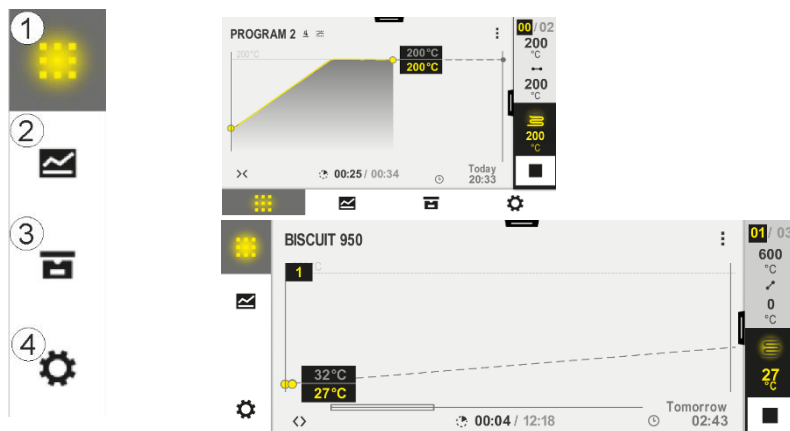 1
2
3
4
PROGRAM 2
200°C
200°C
200°C
00:25 / 00:34
Today
20:33
00 / 02
200
°C
200
°C
200
°C
BISCUIT 950
°C
1
32°C
27°C
00:04 / 12:18
Tomorrow
02:43
01 / 03
600
°C
0
°C
27
°C